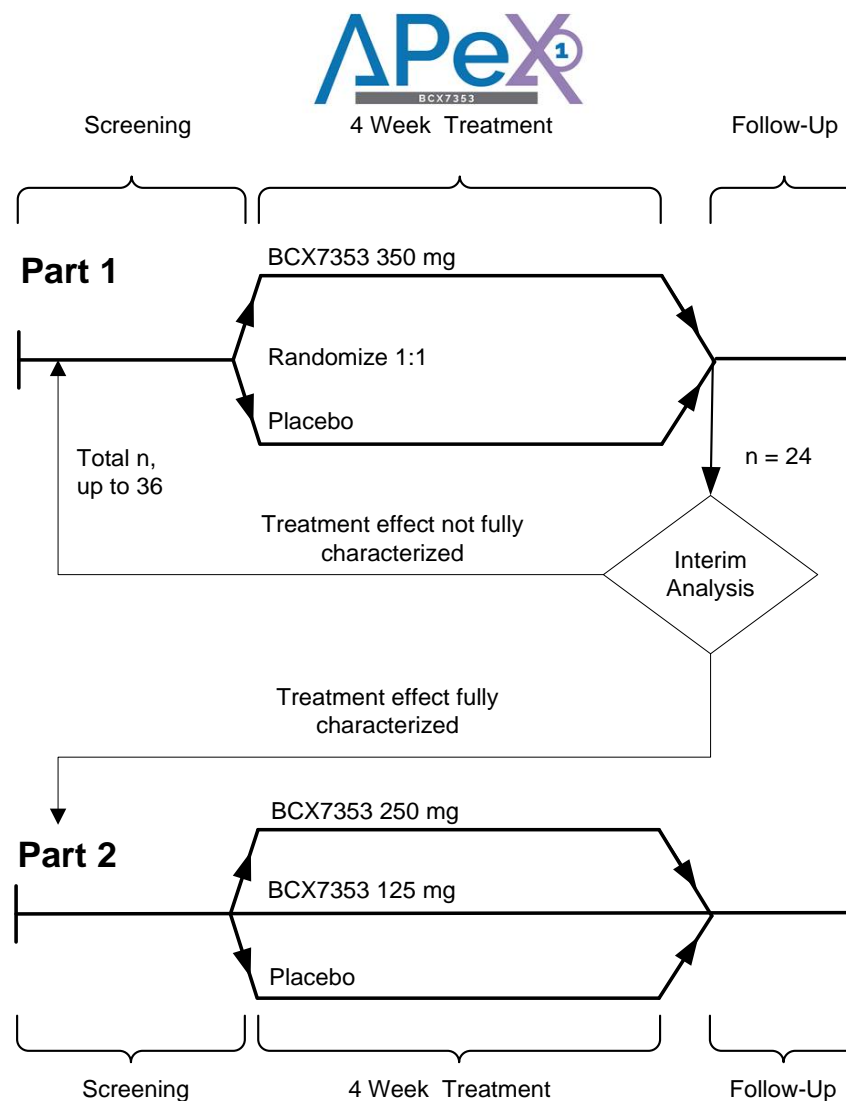 APeX 1
BCX7353
Screening
4 Week Treatment
Follow-Up
Part 1
BCX7353 350 mg
Randomize 1:1
Placebo
Total n,
up to 36
n = 24
Treatment effect not fully
characterized
Interim
Analysis
Treatment effect fully
characterized
Part 2
BCX7353 250 mg
BCX7353 125 mg
Placebo
Screening
4 Week Treatment
Follow-Up